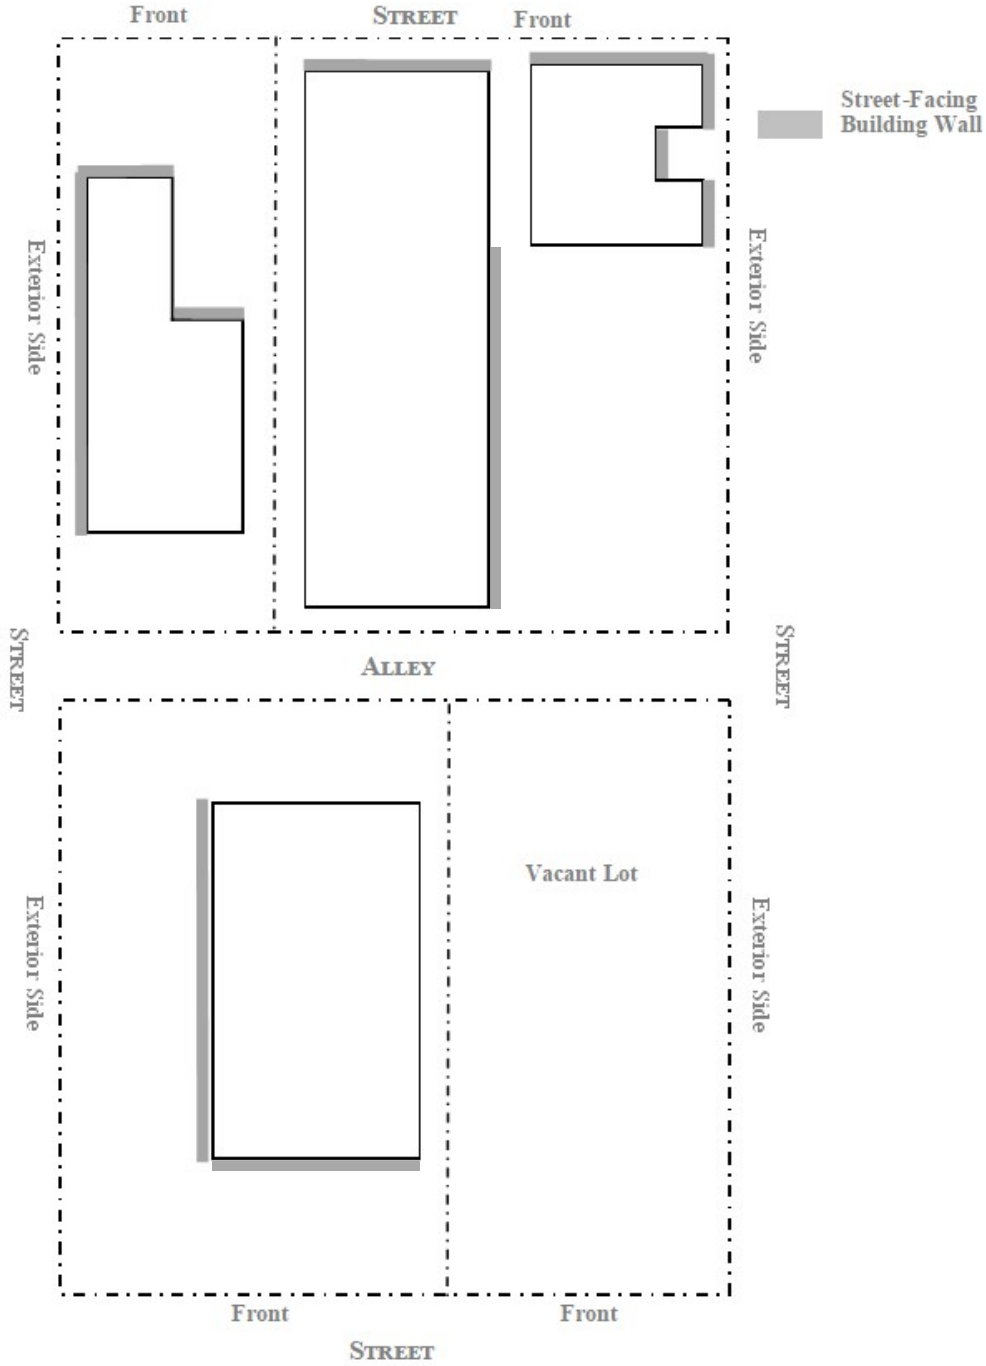 Front
STREET
Front
Street-Facing
Building Wall
Exterior Side
Exterior Side
STREET
ALLEY
STREET
Vacant Lot
Exterior Side
Exterior Side
Front
Front
STREET